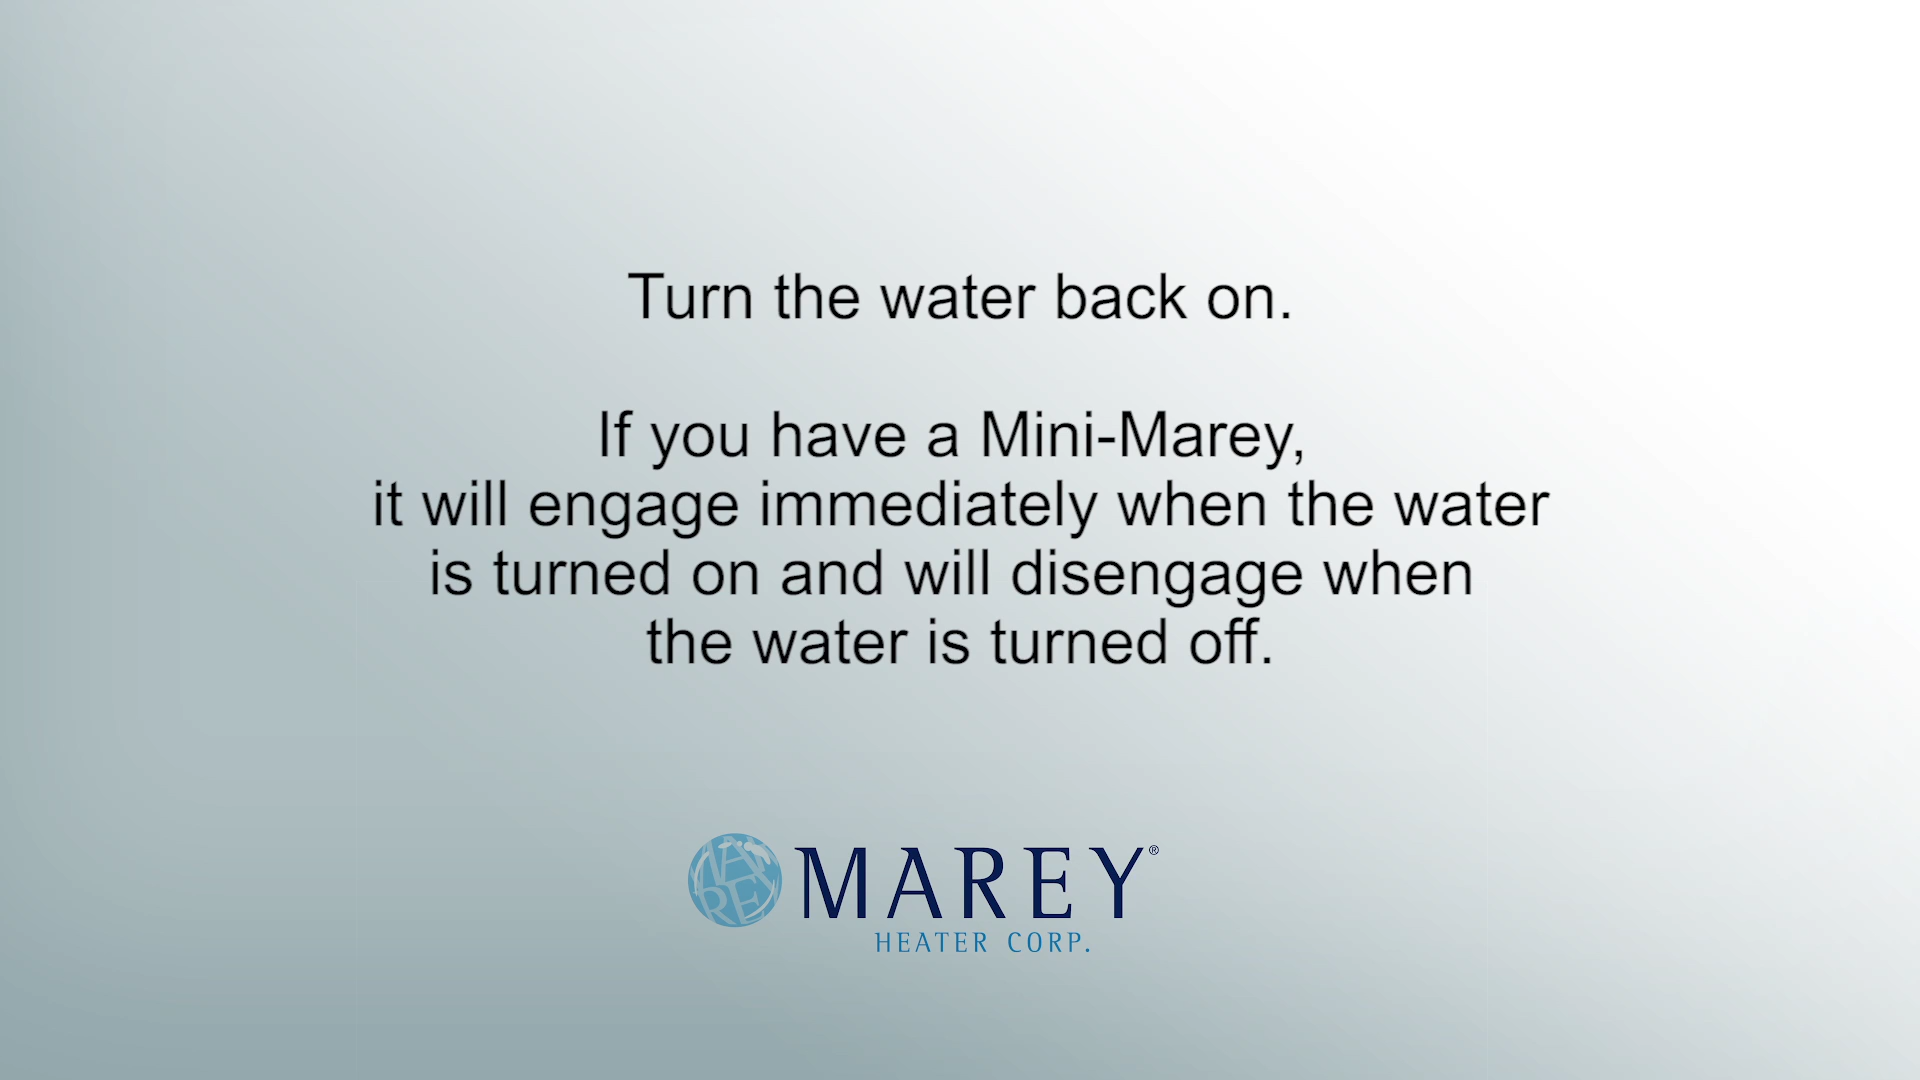 Turn the water back on.
If you have a Mini-Marey,
it will engage immediately when the water
is turned on and will disengage when
the water is turned off.
MAREY®
HEATER CORP.